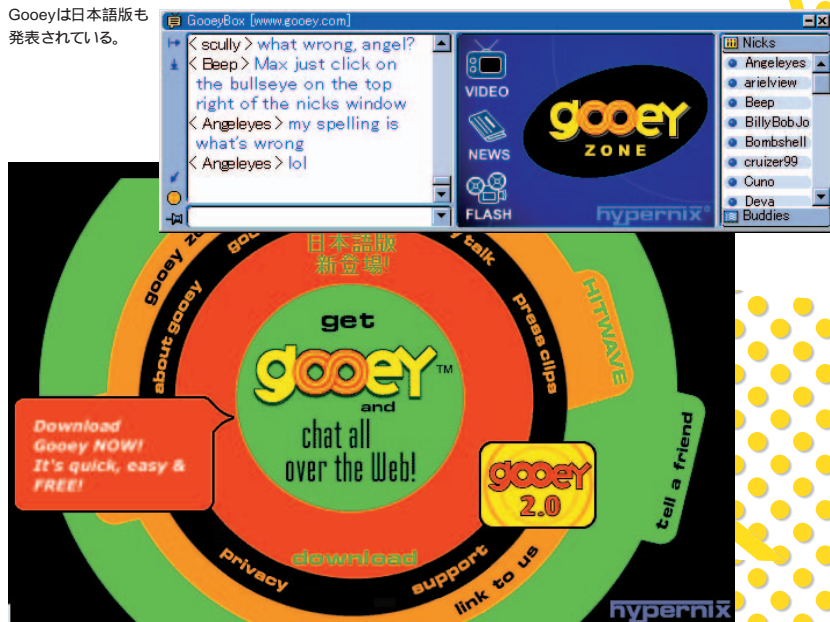 Gooeyは日本語版も
発表されている。
GooeyBox [www.gooey.com]
< scully > what wrong, angel?
< Beep > Max just click on
the bullseye on the top
right of the nicks window
< Angeleyes > my spelling is
what's wrong
< Angeleyes > lol
VIDEO
NEWS
FLASH
gooey
ZONE
hypernix
Nicks
Angeleyes
arielview
Beep
BillyBobJo
Bombshell
cruizer99
Cuno
Deva
Buddies
日本語版
新登場!
gooey zo
goo
y talk
press clips
about gooey
HITWAVE
get
gooey™
and
chat all
over the Web!
Download
Gooey NOW!
It's quick, easy &
FREE!
gooey
2.0
tell a friend
download
privacy
support
link to us
hypernix